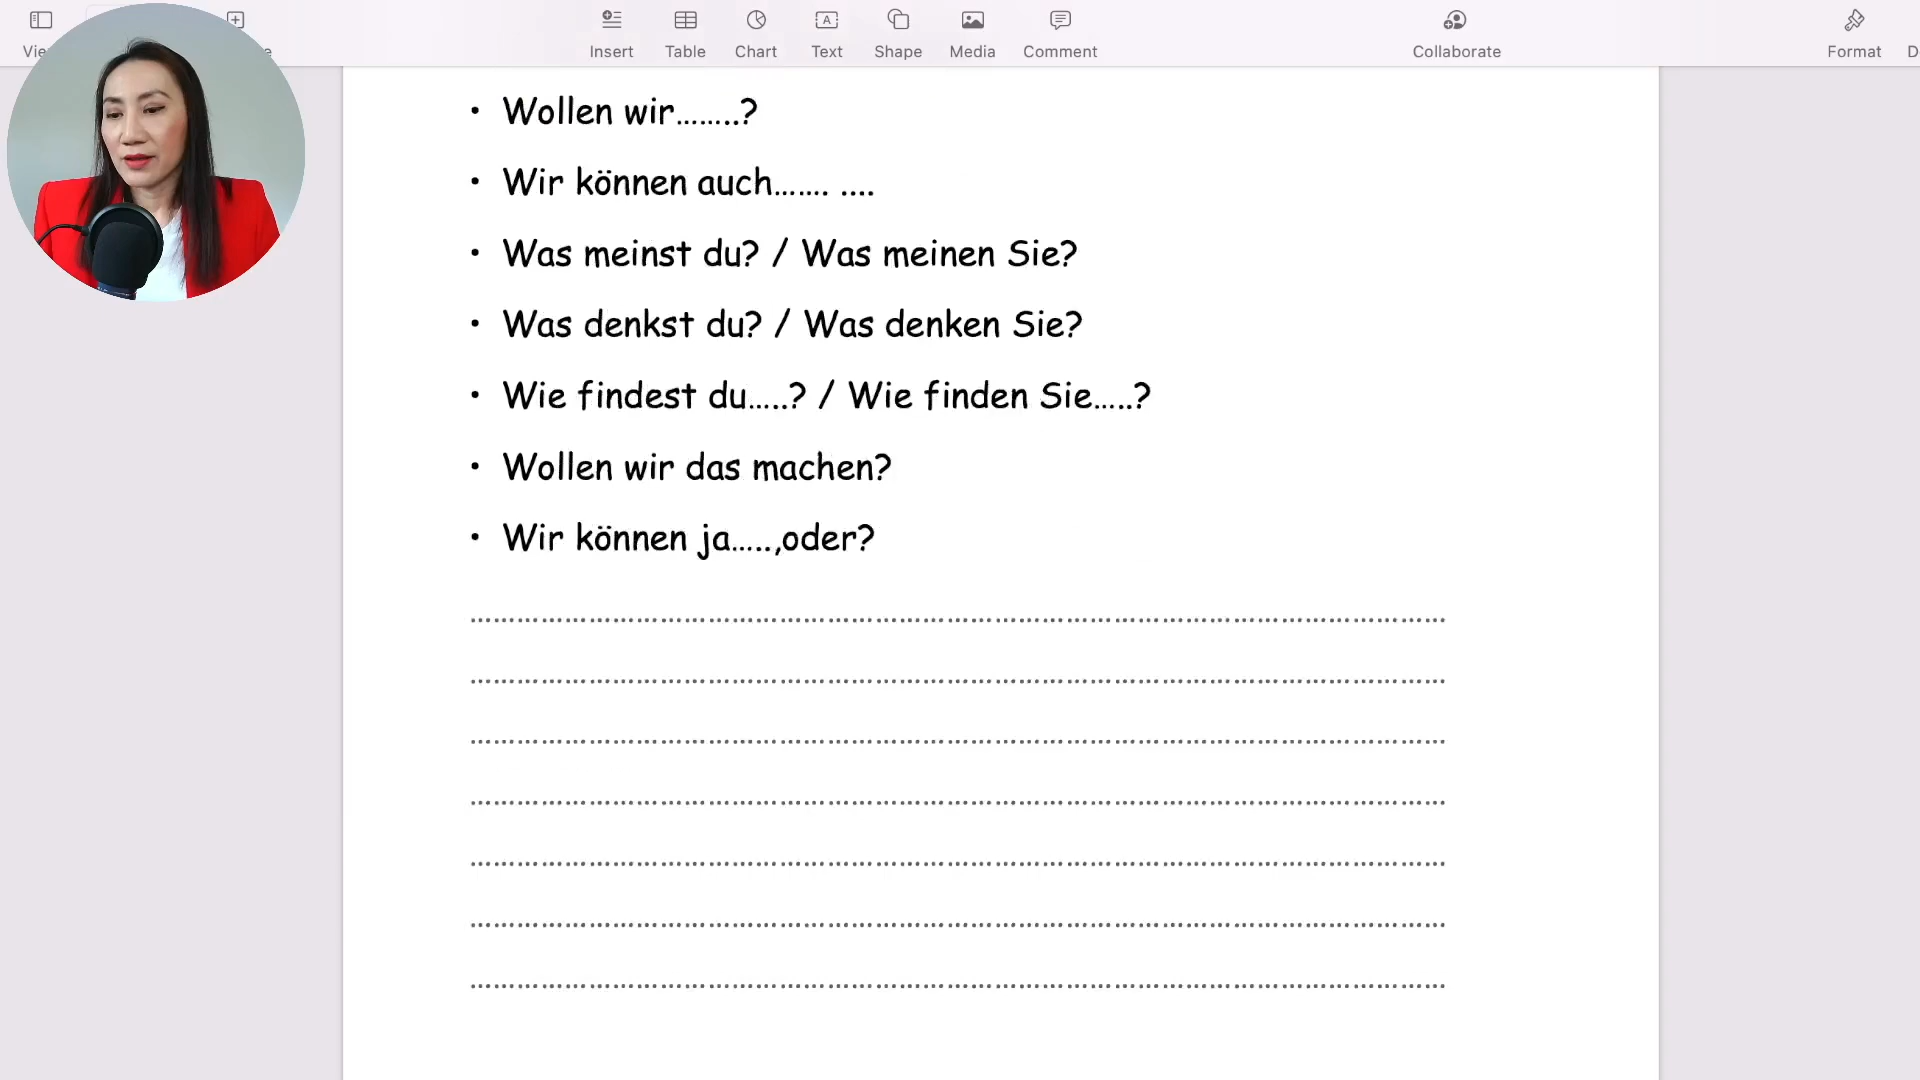 Insert Table Chart Text Shape Media Comment Collaborate Format
• Wollen wir……..?
• Wir können auch……. ....
• Was meinst du? / Was meinen Sie?
• Was denkst du? / Was denken Sie?
• Wie findest du…..? / Wie finden Sie…..?
• Wollen wir das machen?
• Wir können ja…..,oder?